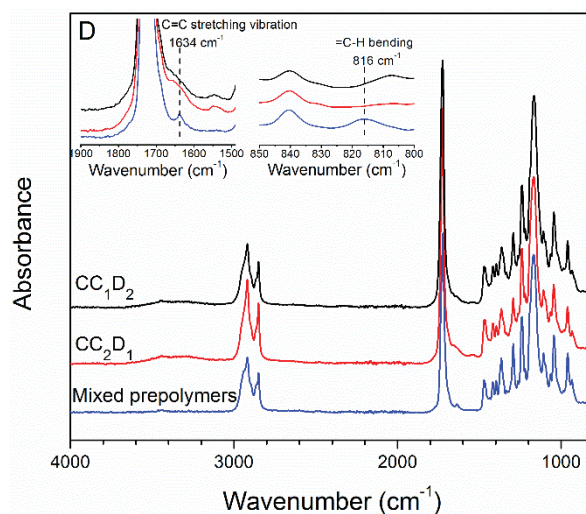 D
C=C stretching vibration
1634 cm⁻¹
=C-H bending
816 cm⁻¹
1900 1800 1700 1600 1500
850 840 830 820 810 800
Wavenumber (cm⁻¹)
Wavenumber (cm⁻¹)
Absorbance
CC₁D₂
CC₂D₁
Mixed prepolymers
4000 3000 2000 1000
Wavenumber (cm⁻¹)